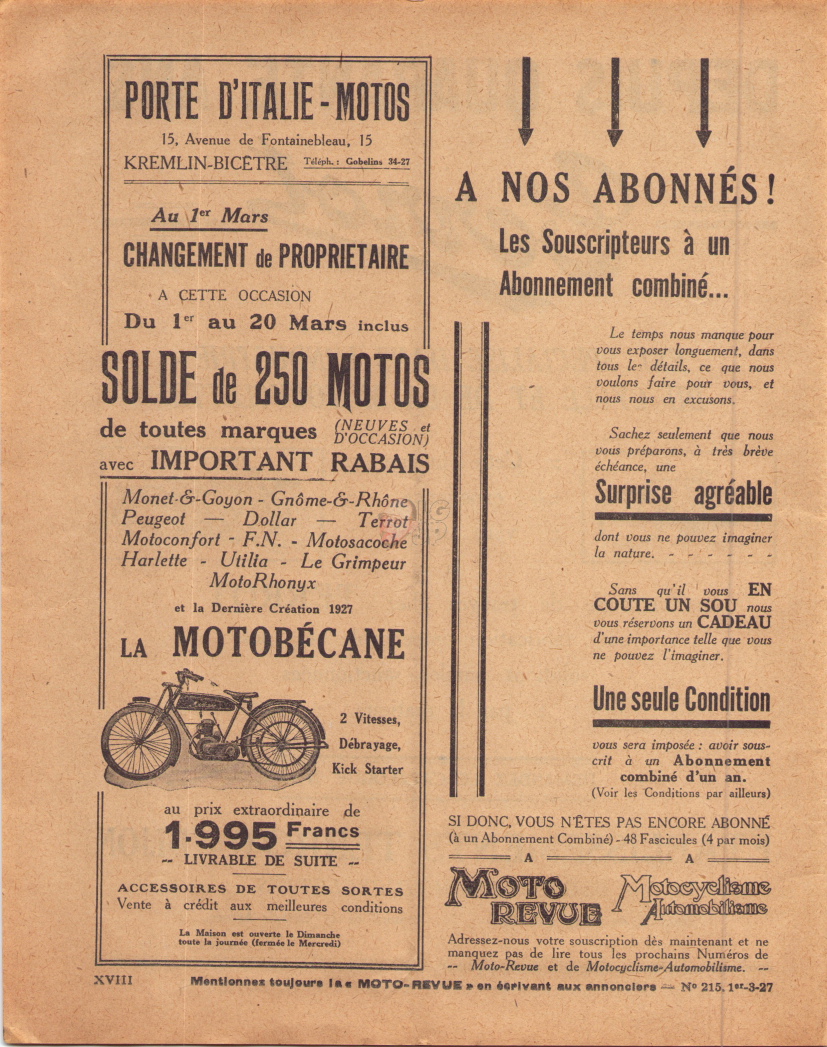 PORTE D'ITALIE - MOTOS
15, Avenue de Fontainebleau, 15
KREMLIN-BICÊTRE Téléph. : Gobelins 34-27
Au 1er Mars
CHANGEMENT de PROPRIETAIRE
A CETTE OCCASION
Du 1er au 20 Mars inclus
SOLDE de 250 MOTOS
de toutes marques (NEUVES et
D'OCCASION)
avec IMPORTANT RABAIS
Monet-&-Goyon - Gnôme-&-Rhône
Peugeot — Dollar — Terrot
Motoconfort - F.N. - Motosacoche
Harlette - Utilia - Le Grimpeur
MotoRhonyx
et la Dernière Création 1927
LA MOTOBÉCANE
2 Vitesses,
Débrayage,
Kick Starter
au prix extraordinaire de
1.995 Francs
-- LIVRABLE DE SUITE --
ACCESSOIRES DE TOUTES SORTES
Vente à crédit aux meilleures conditions
La Maison est ouverte le Dimanche
toute la journée (fermée le Mercredi)
A NOS ABONNÉS !
Les Souscripteurs à un
Abonnement combiné...
Le temps nous manque pour
vous exposer longuement, dans
tous les détails, ce que nous
voulons faire pour vous, et
nous nous en excusons.
Sachez seulement que nous
vous préparons, à très brève
échéance, une
Surprise agréable
dont vous ne pouvez imaginer
la nature. - - - - - -
Sans qu'il vous EN
COUTE UN SOU nous
vous réservons un CADEAU
d'une importance telle que vous
ne pouvez l'imaginer.
Une seule Condition
vous sera imposée : avoir sous-
crit à un Abonnement
combiné d'un an.
(Voir les Conditions par ailleurs)
SI DONC, VOUS N'ÊTES PAS ENCORE ABONNÉ
(à un Abonnement Combiné) - 48 Fascicules (4 par mois)
A A
MOTO REVUE
Motocyclisme Automobilisme
Adressez-nous votre souscription dès maintenant et ne
manquez pas de lire tous les prochains Numéros de
-- Moto-Revue et de Motocyclisme-Automobilisme. --
XVIII Mentionnez toujours la « MOTO-REVUE » en écrivant aux annonciers — No 215. 1er-3-27